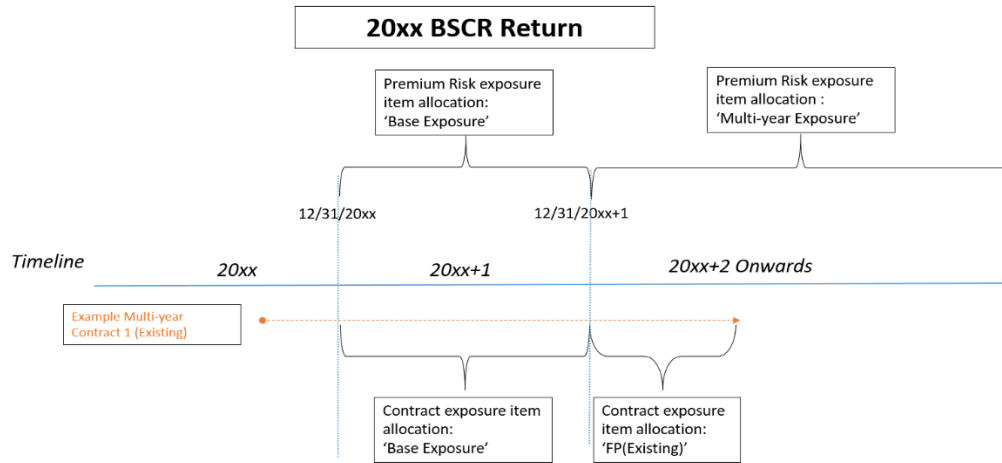 20xx BSCR Return
Premium Risk exposure
item allocation:
‘Base Exposure’
Premium Risk exposure
item allocation :
‘Multi-year Exposure’
12/31/20xx
12/31/20xx+1
Timeline
20xx
20xx+1
20xx+2 Onwards
Example Multi-year
Contract 1 (Existing)
Contract exposure item
allocation:
‘Base Exposure’
Contract exposure
item allocation:
‘FP(Existing)’